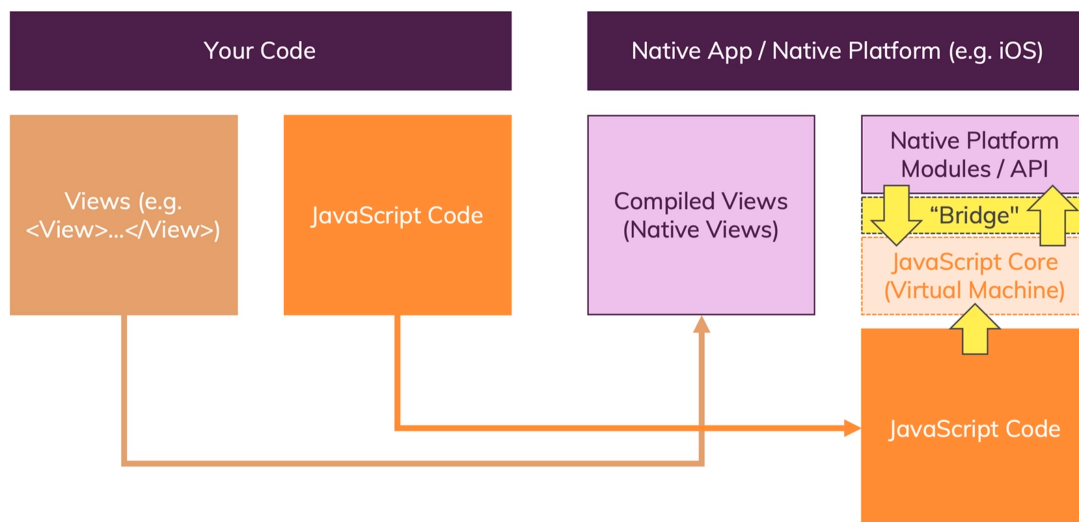 Your Code
Native App / Native Platform (e.g. iOS)
Views (e.g.
<View>...</View>)
JavaScript Code
Compiled Views
(Native Views)
Native Platform
Modules / API
“Bridge"
JavaScript Core
(Virtual Machine)
JavaScript Code